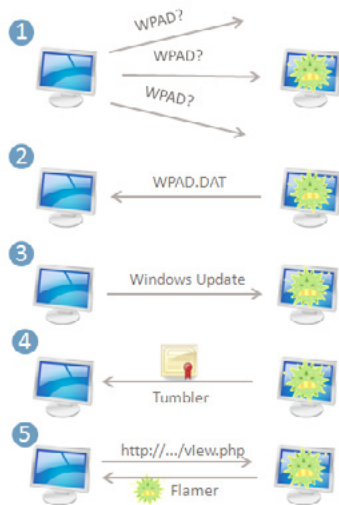 1
WPAD?
WPAD?
WPAD?
2
WPAD.DAT
3
Windows Update
4
Tumbler
5
http://.../view.php
Flamer